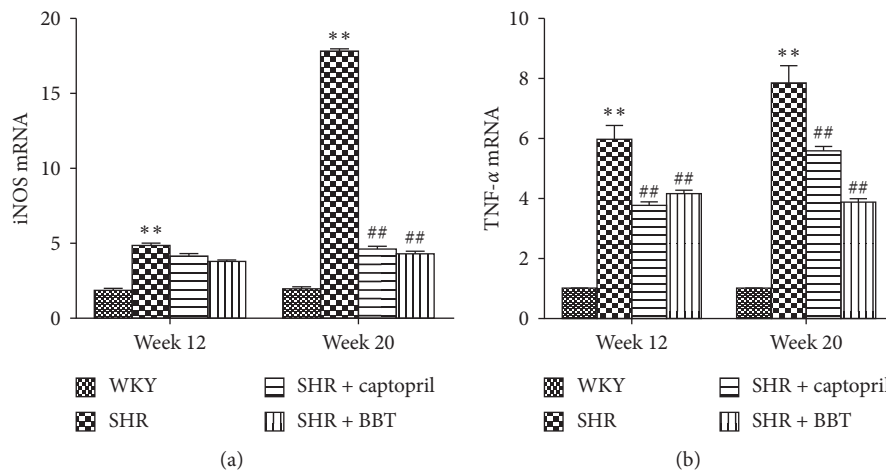 20
15
10
5
0
iNOS mRNA
**
**
##
##
Week 12
Week 20
WKY
SHR
SHR + captopril
SHR + BBT
(a)
10
8
6
4
2
0
TNF-α mRNA
**
##
##
**
##
##
Week 12
Week 20
WKY
SHR
SHR + captopril
SHR + BBT
(b)